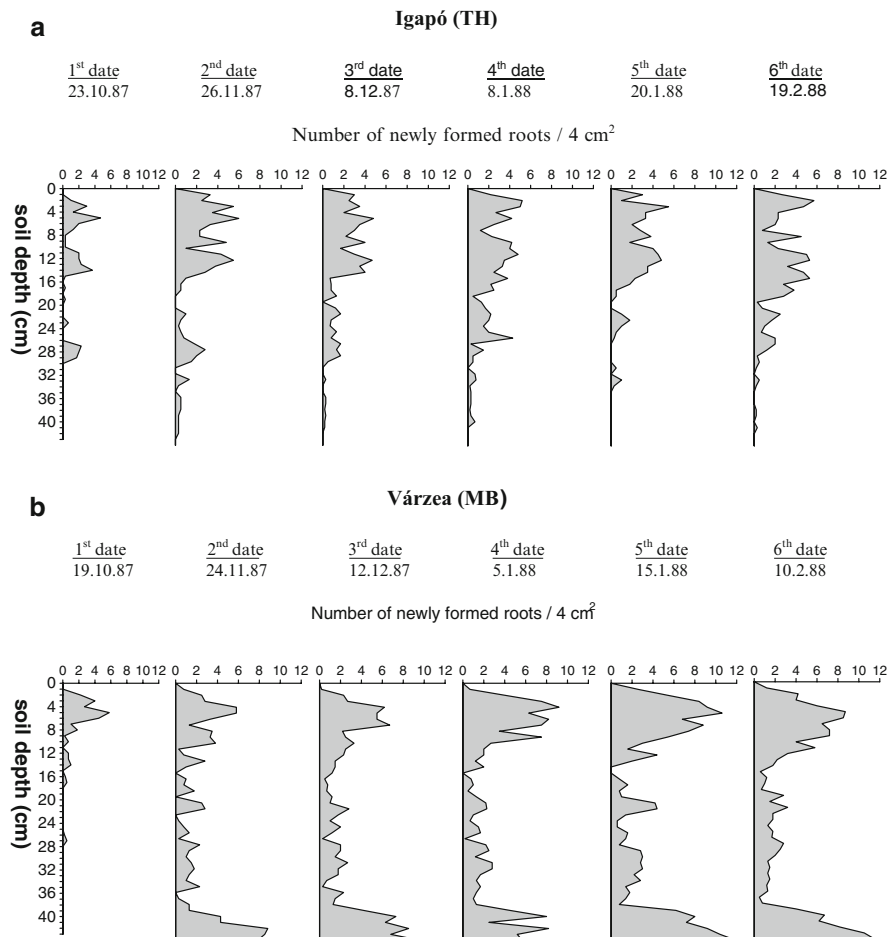 a
Igapó (TH)
1st date 2nd date 3rd date 4th date 5th date 6th date
23.10.87 26.11.87 8.12.87 8.1.88 20.1.88 19.2.88
Number of newly formed roots / 4 cm2
0 2 4 6 8 10 12 0 2 4 6 8 10 12 0 2 4 6 8 10 12 0 2 4 6 8 10 12 0 2 4 6 8 10 12 0 2 4 6 8 10 12
soil depth (cm)
0
4
8
12
16
20
24
28
32
36
40
b
Várzea (MB)
1st date 2nd date 3rd date 4th date 5th date 6th date
19.10.87 24.11.87 12.12.87 5.1.88 15.1.88 10.2.88
Number of newly formed roots / 4 cm2
0 2 4 6 8 10 12 0 2 4 6 8 10 12 0 2 4 6 8 10 12 0 2 4 6 8 10 12 0 2 4 6 8 10 12 0 4 8 12
soil depth (cm)
0
4
8
12
16
20
24
28
32
36
40